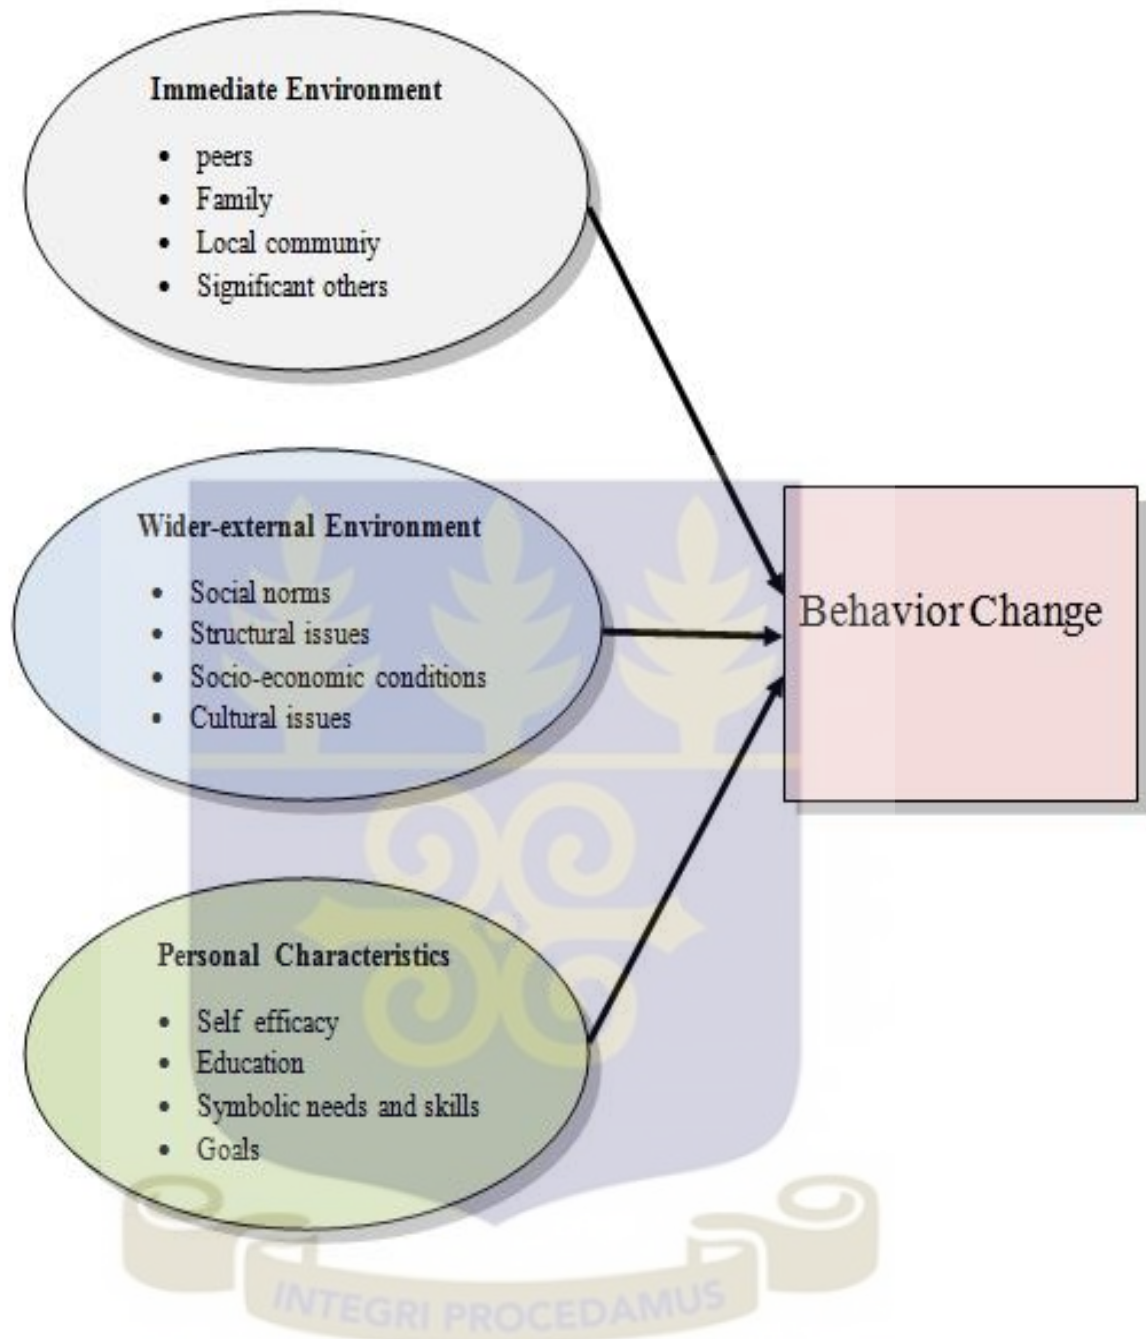 Immediate Environment
• peers
• Family
• Local communiy
• Significant others
Wider-external Environment
• Social norms
• Structural issues
• Socio-economic conditions
• Cultural issues
Behavior Change
Personal Characteristics
• Self efficacy
• Education
• Symbolic needs and skills
• Goals
INTEGRI PROCEDAMUS